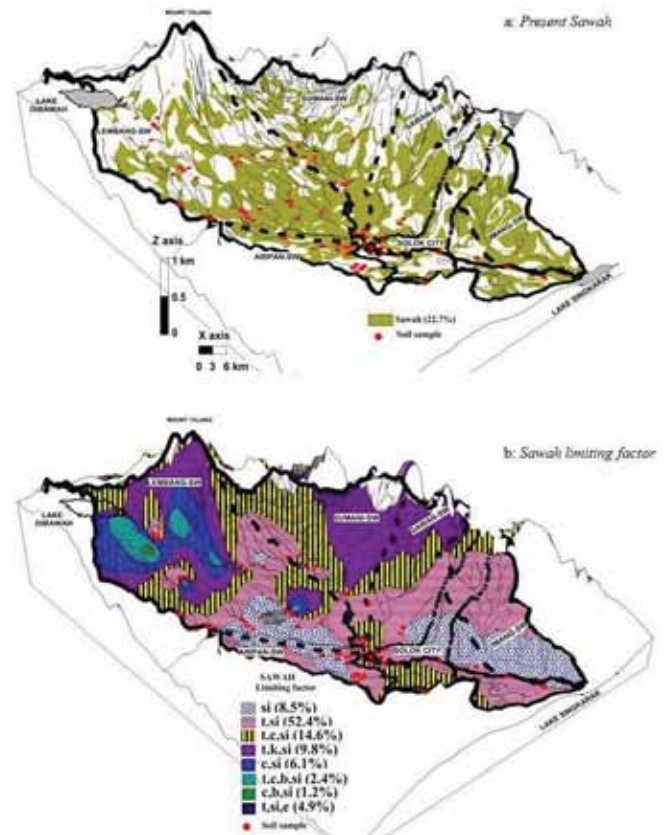 MOUNT TALANG
a: Present Sawah
LAKE DIBAWAH
SUMANI-SW
LEMBANG-SW
IMANG-SW
SOLOK CITY
ARIPAN-SW
LAKE SINGKARAK
Z axis
1 km
0.5
0
X axis
0 3 6 km
Sawah (22.7%)
Soil sample
MOUNT TALANG
b: Sawah limiting factor
LEMBANG-SW
LAKE DIBAWAH
SUMANI-SW
IMANG-SW
SOLOK CITY
ARIPAN-SW
LAKE SINGKARAK
SAWAH
Limiting factor
si (8.5%)
t,si (52.4%)
t,c,si (14.6%)
t,k,si (9.8%)
c,si (6.1%)
t,c,b,si (2.4%)
c,b,si (1.2%)
t,si,e (4.9%)
Soil sample